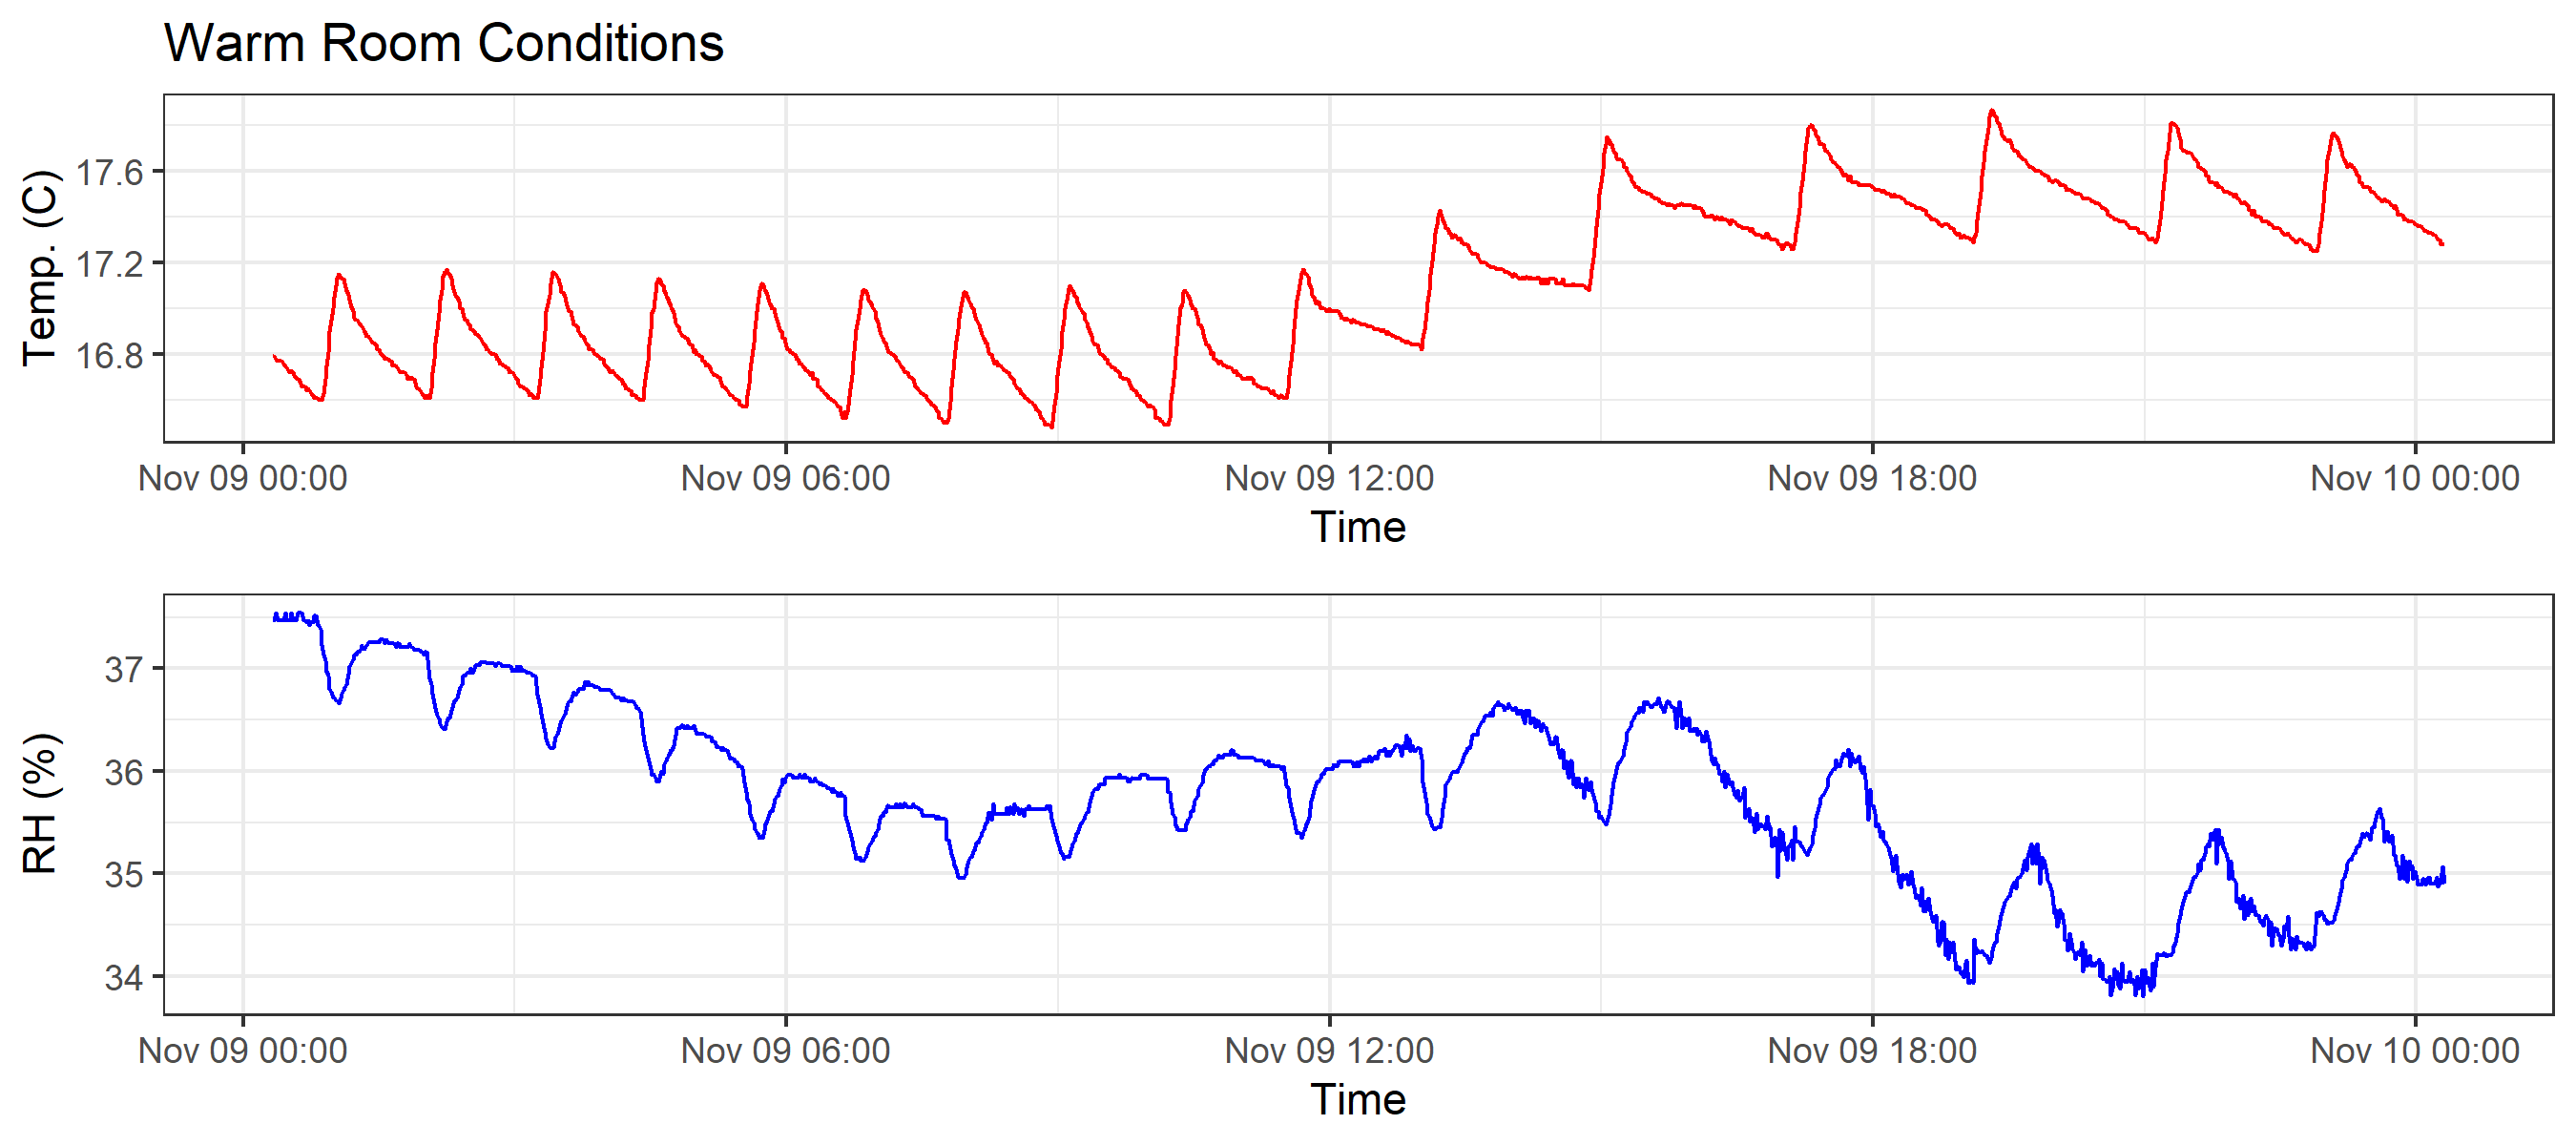 Warm Room Conditions
Temp. (C)
17.6
17.2
16.8
Nov 09 00:00 Nov 09 06:00 Nov 09 12:00 Nov 09 18:00 Nov 10 00:00
Time
RH (%)
37
36
35
34
Nov 09 00:00 Nov 09 06:00 Nov 09 12:00 Nov 09 18:00 Nov 10 00:00
Time